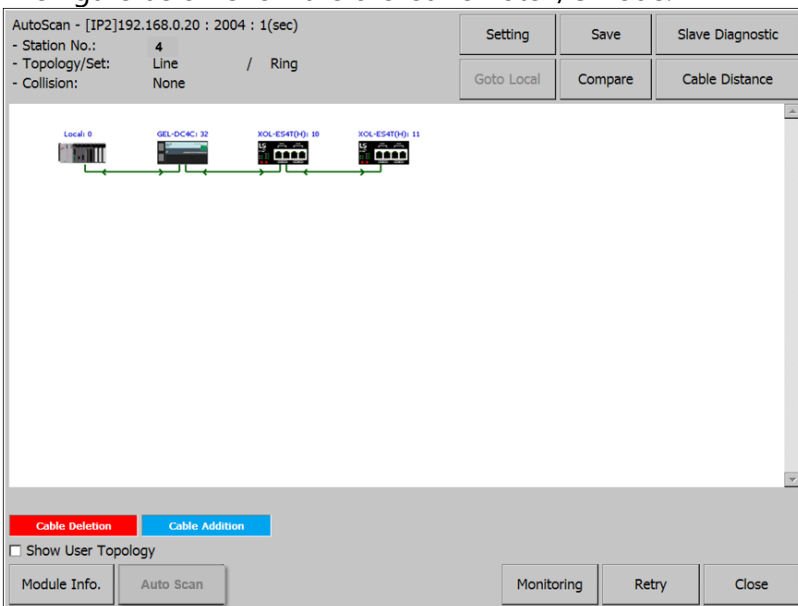 AutoScan - [IP2]192.168.0.20 : 2004 : 1(sec)
- Station No.: 4
- Topology/Set: Line / Ring
- Collision: None
Setting Save Slave Diagnostic
Goto Local Compare Cable Distance
Local: 0 GEL-DC4C: 32 XOL-ES4T(H): 10 XOL-ES4T(H): 11
Cable Deletion Cable Addition
Show User Topology
Module Info. Auto Scan Monitoring Retry Close